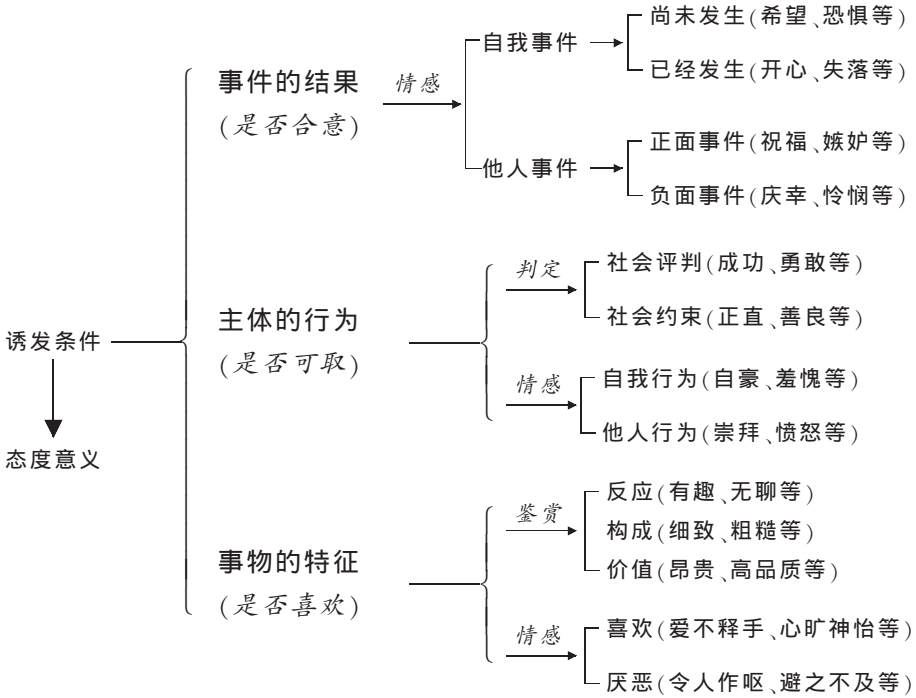 诱发条件
态度意义
事件的结果
(是否合意)
情感
自我事件
尚未发生(希望、恐惧等)
已经发生(开心、失落等)
他人事件
正面事件(祝福、嫉妒等)
负面事件(庆幸、怜悯等)
主体的行为
(是否可取)
判定
社会评判(成功、勇敢等)
社会约束(正直、善良等)
情感
自我行为(自豪、羞愧等)
他人行为(崇拜、愤怒等)
事物的特征
(是否喜欢)
鉴赏
反应(有趣、无聊等)
构成(细致、粗糙等)
价值(昂贵、高品质等)
情感
喜欢(爱不释手、心旷神怡等)
厌恶(令人作呕、避之不及等)